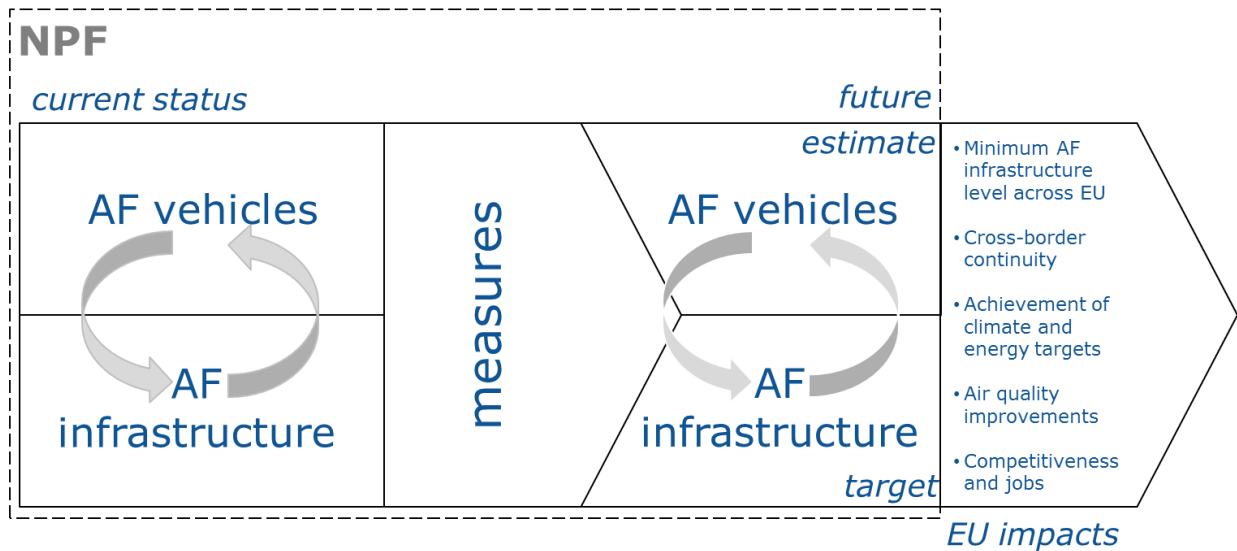 NPF
current status
future
estimate
AF vehicles
AF
infrastructure
measures
AF vehicles
AF
infrastructure
target
• Minimum AF
infrastructure
level across EU
• Cross-border
continuity
• Achievement of
climate and
energy targets
• Air quality
improvements
• Competitiveness
and jobs
EU impacts